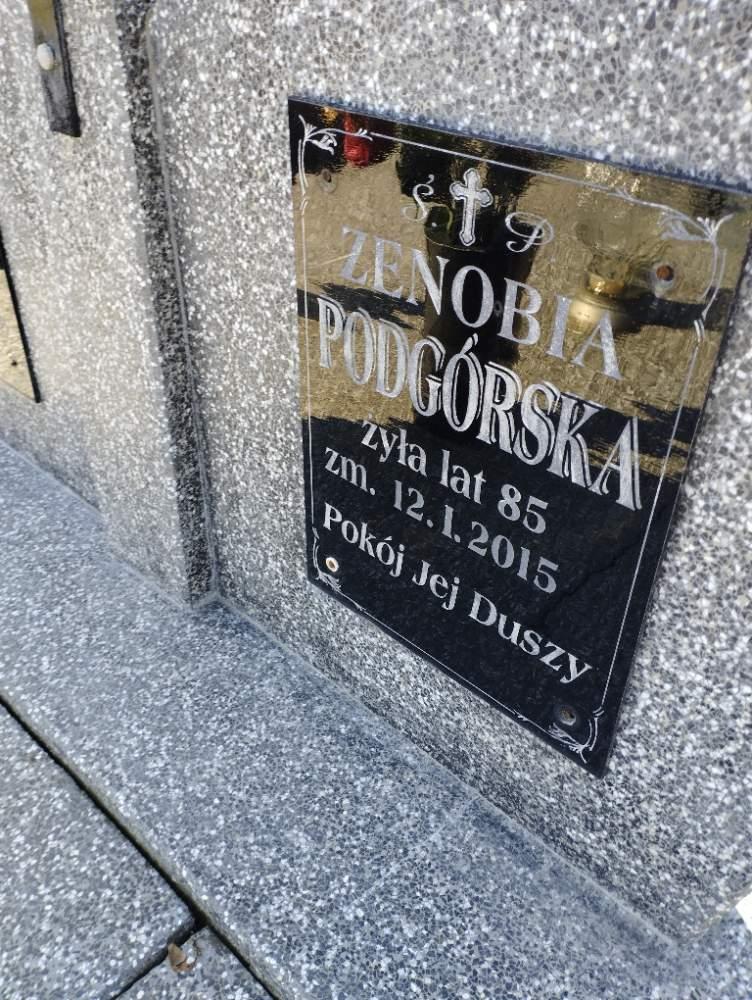 Ś P
ZENOBIA
PODGÓRSKA
żyła lat 85
zm. 12.1.2015
Pokój Jej Duszy